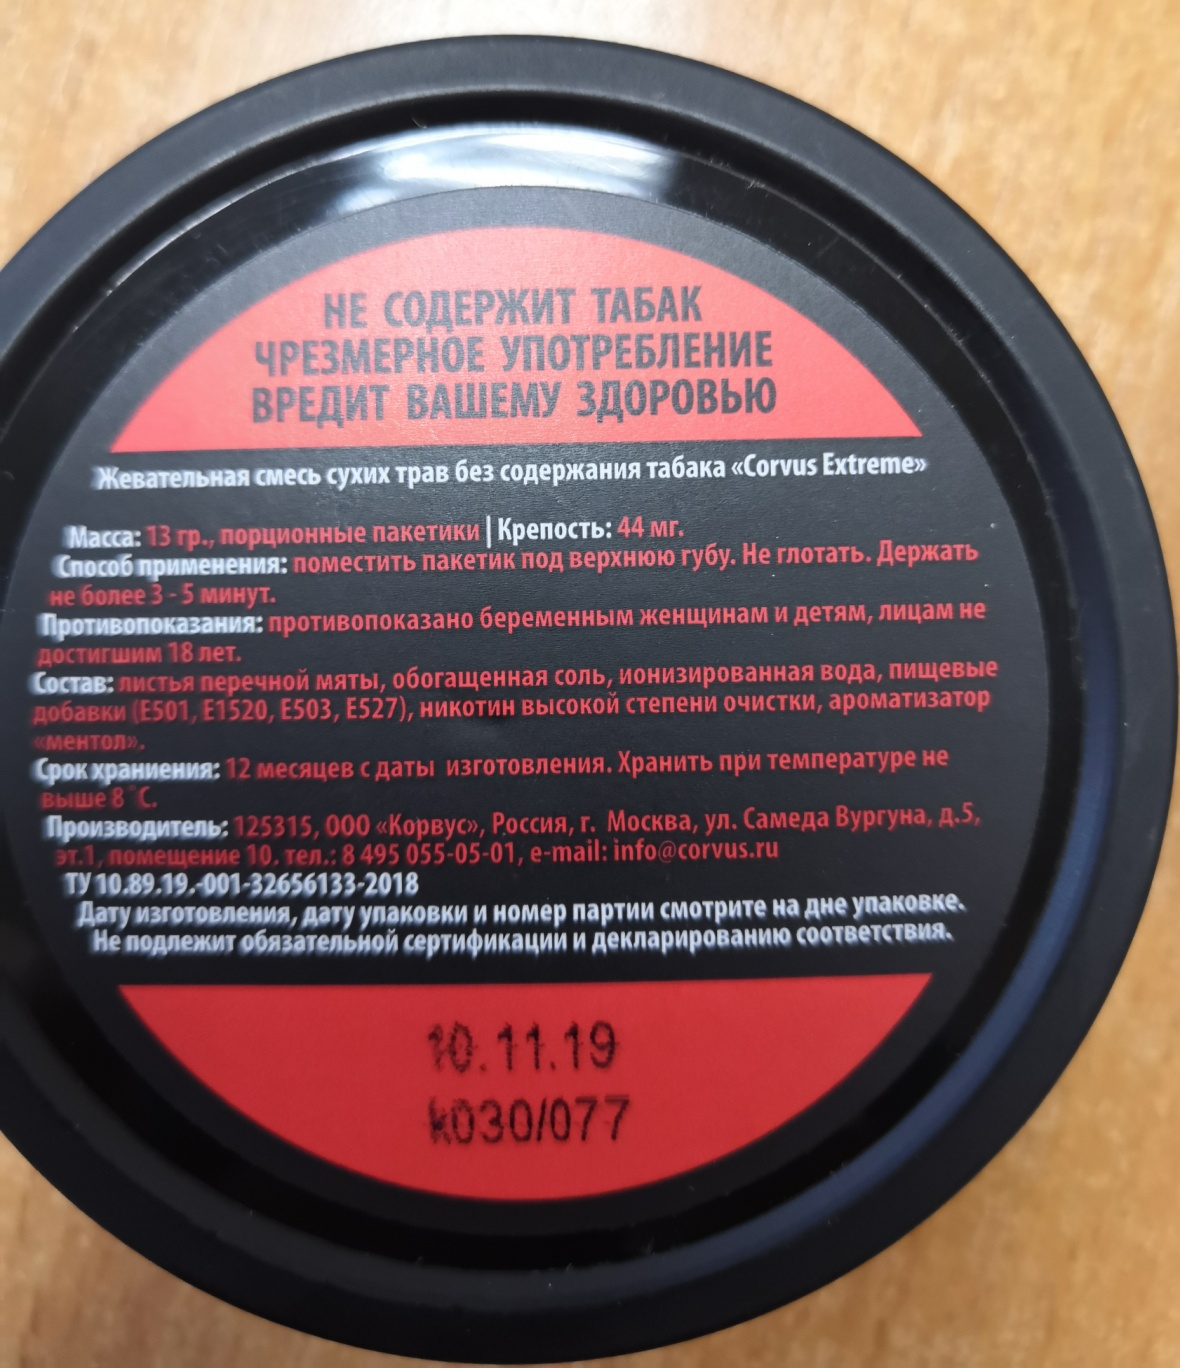 НЕ СОДЕРЖИТ ТАБАК
ЧРЕЗМЕРНОЕ УПОТРЕБЛЕНИЕ
ВРЕДИТ ВАШЕМУ ЗДОРОВЬЮ
Жевательная смесь сухих трав без содержания табака «Corvus Extreme»
Масса: 13 гр., порционные пакетики | Крепость: 44 мг.
Способ применения: поместить пакетик под верхнюю губу. Не глотать. Держать
не более 3 - 5 минут.
Противопоказания: противопоказано беременным женщинам и детям, лицам не
достигшим 18 лет.
Состав: листья перечной мяты, обогащенная соль, ионизированная вода, пищевые
добавки (Е501, Е1520, Е503, Е527), никотин высокой степени очистки, ароматизатор
«ментол».
Срок храниения: 12 месяцев с даты изготовления. Хранить при температуре не
выше 8 ˚С.
Производитель: 125315, ООО «Корвус», Россия, г. Москва, ул. Самеда Вургуна, д.5,
эт.1, помещение 10. тел.: 8 495 055-05-01, e-mail: info@corvus.ru
ТУ 10.89.19.-001-32656133-2018
Дату изготовления, дату упаковки и номер партии смотрите на дне упаковке.
Не подлежит обязательной сертификации и декларированию соответствия.
10.11.19
k030/077